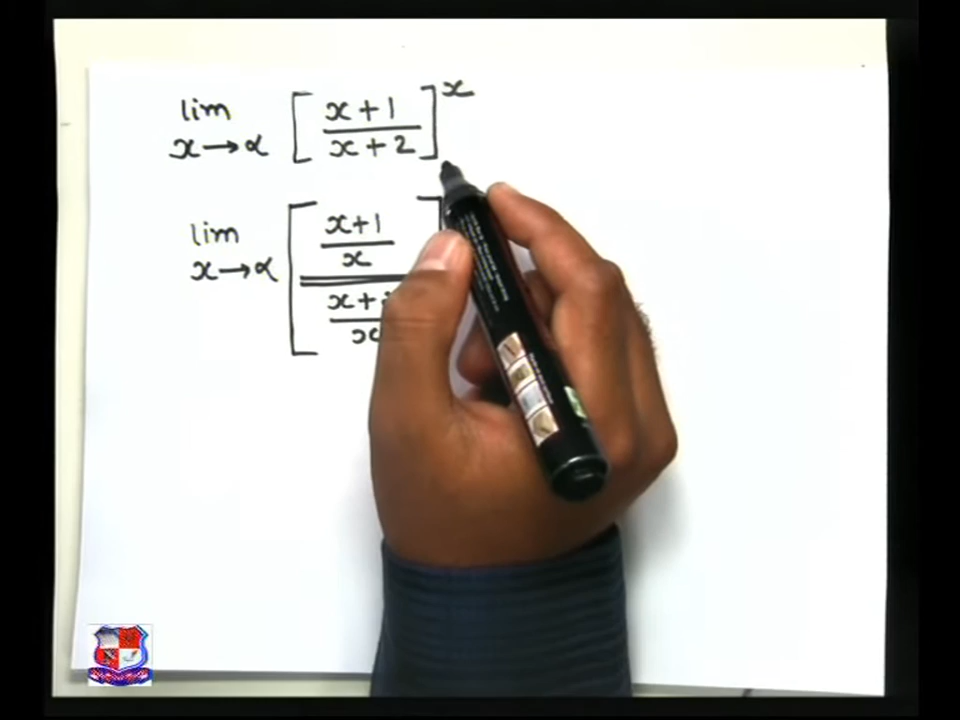 lim x→α [ (x+1)/(x+2) ]^x
lim x→α [ ((x+1)/x) / ((x+